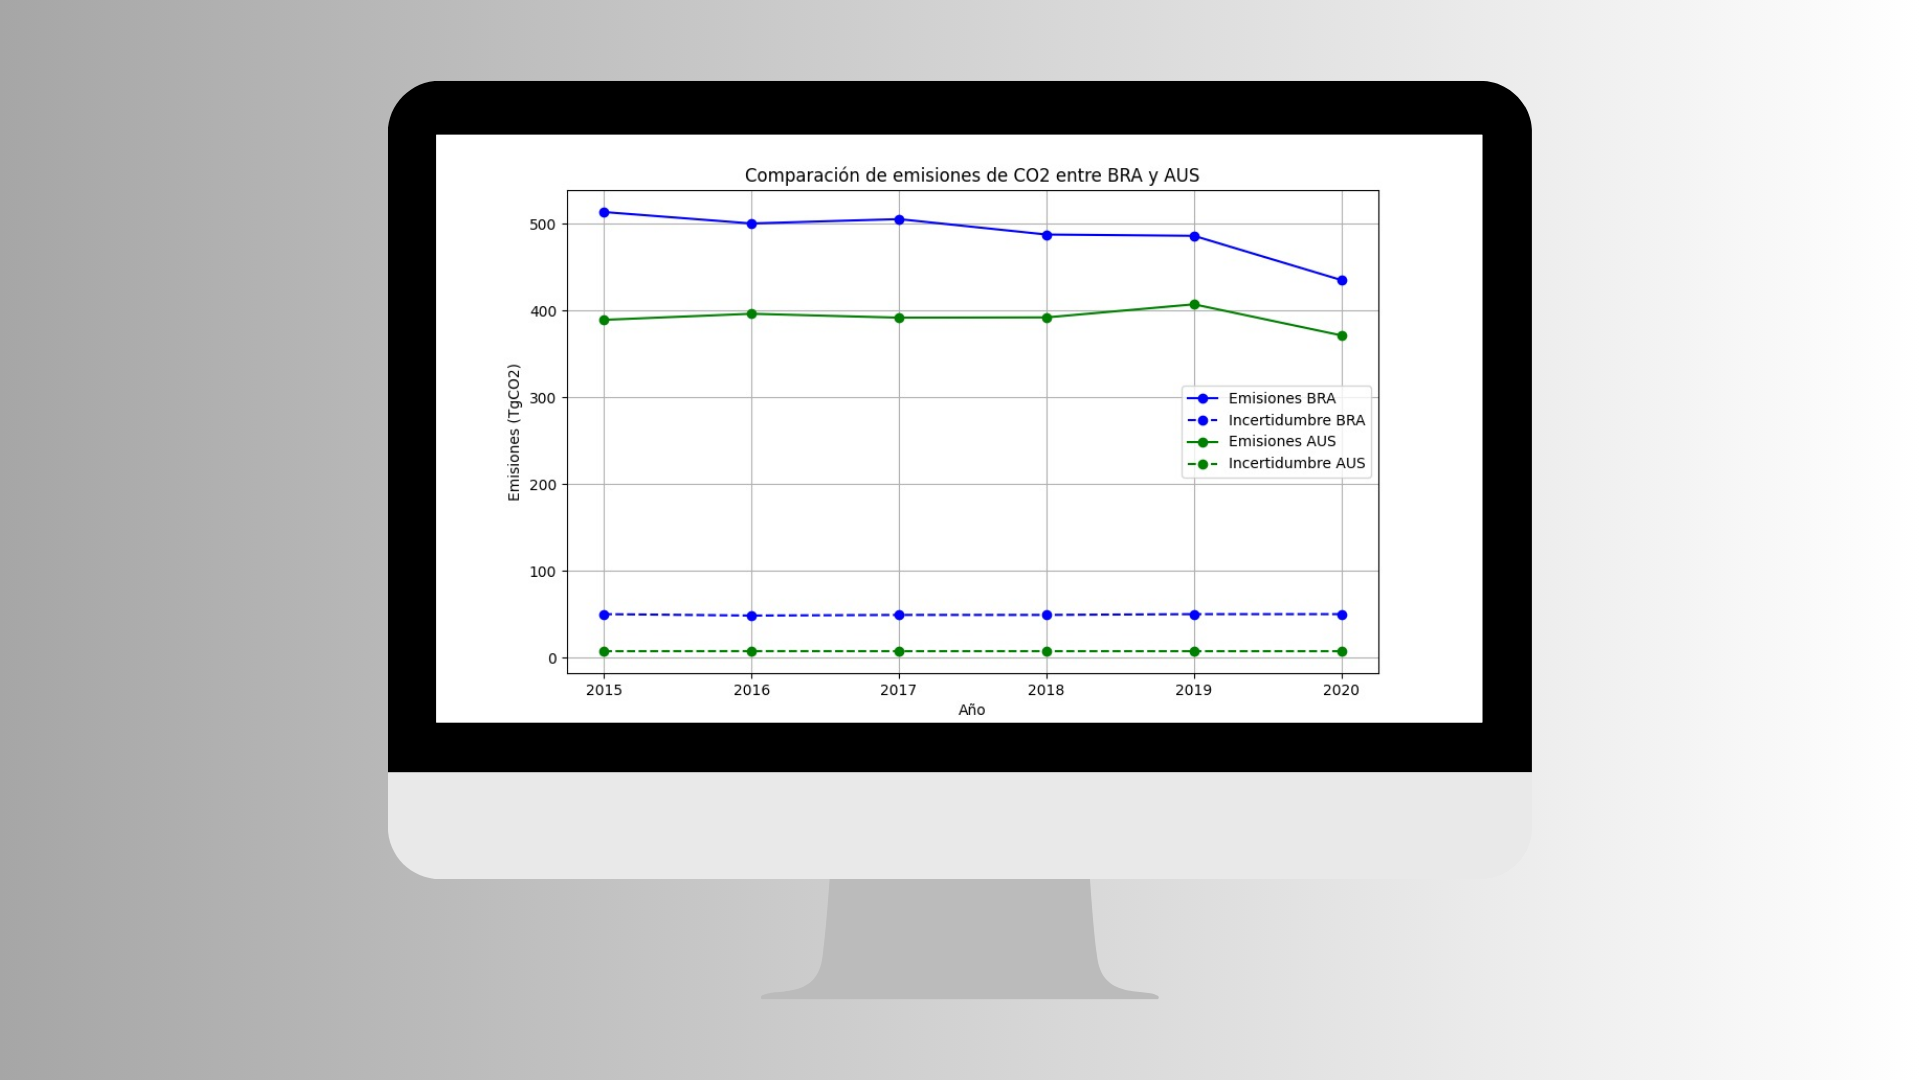 Comparación de emisiones de CO2 entre BRA y AUS
Emisiones (TgCO2)
500
400
300
200
100
0
Emisiones BRA
Incertidumbre BRA
Emisiones AUS
Incertidumbre AUS
2015 2016 2017 2018 2019 2020
Año